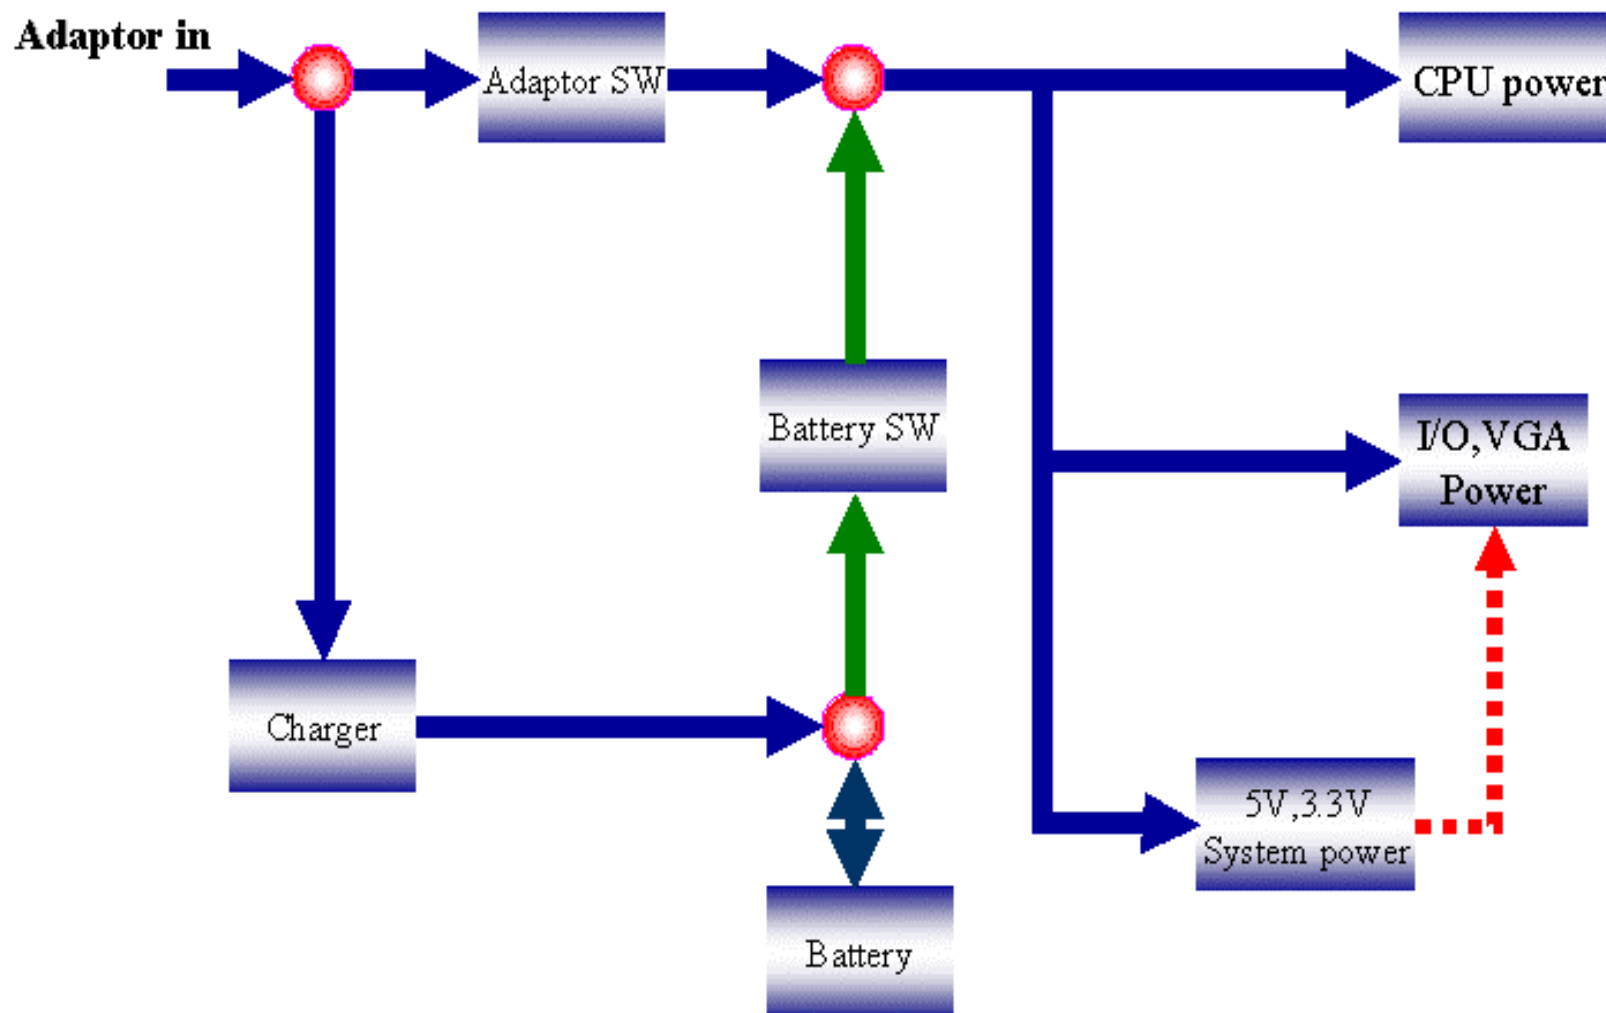 Adaptor in
Adaptor SW
CPU power
Battery SW
I/O,VGA
Power
Charger
5V,3.3V
System power
Battery